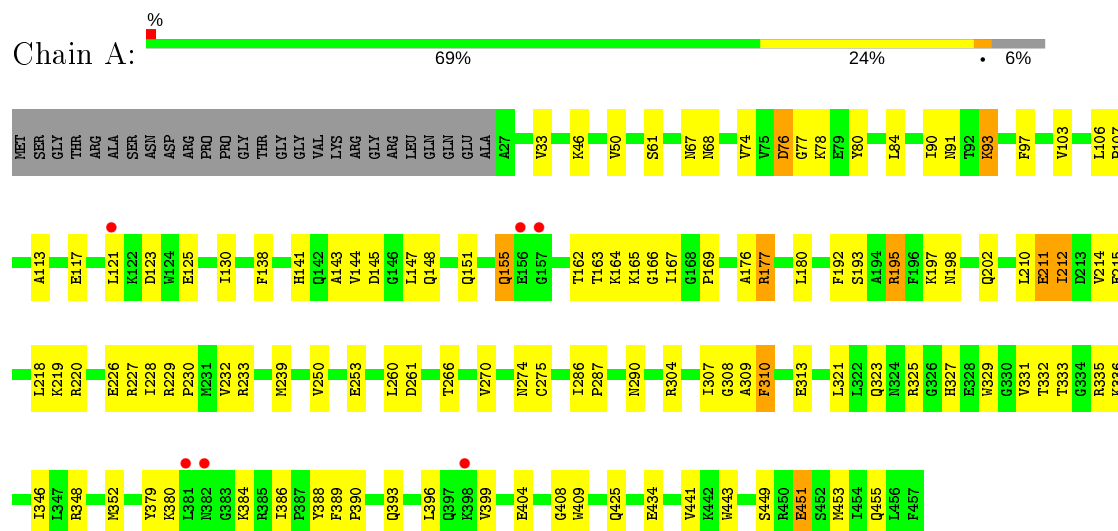 %
Chain A:
69% 24% • 6%
MET SER GLY THR ARG ARG ALA SER ASN ASP ARG PRO PRO GLY THR GLY GLY VAL LYS ARG GLY ARG LEU GLN GLN GLU ALA A27 V33 K46 V50 S61 N67 N68 V74 V75 D76 G77 K78 E79 Y80 L84 I90 N91 T92 K93 F97 V103 L106 P107
A113 E117 L121 K122 D123 W124 E125 I130 F138 H141 Q142 A143 V144 D145 G146 L147 Q148 Q151 Q155 E156 G157 T162 T163 K164 K165 G166 I167 G168 P169 A176 R177 L180 F192 S193 A194 R195 F196 K197 N198 Q202 L210 E211 I212 D213 V214 E215
L218 K219 R220 E226 R227 I228 R229 P230 M231 V232 R233 M239 V250 E253 L260 D261 T266 V270 N274 C275 I286 P287 N290 R304 I307 G308 A309 F310 E313 L321 L322 Q323 N324 R325 G326 H327 E328 W329 G330 V331 T332 T333 G334 R335 K336
I346 L347 R348 M352 Y379 K380 L381 N382 G383 K384 R385 I386 P387 Y388 F389 P390 Q393 L396 Q397 K398 V399 E404 G408 W409 Q425 E434 V441 K442 W443 S449 R450 E451 S452 M453 I454 Q455 L456 F457